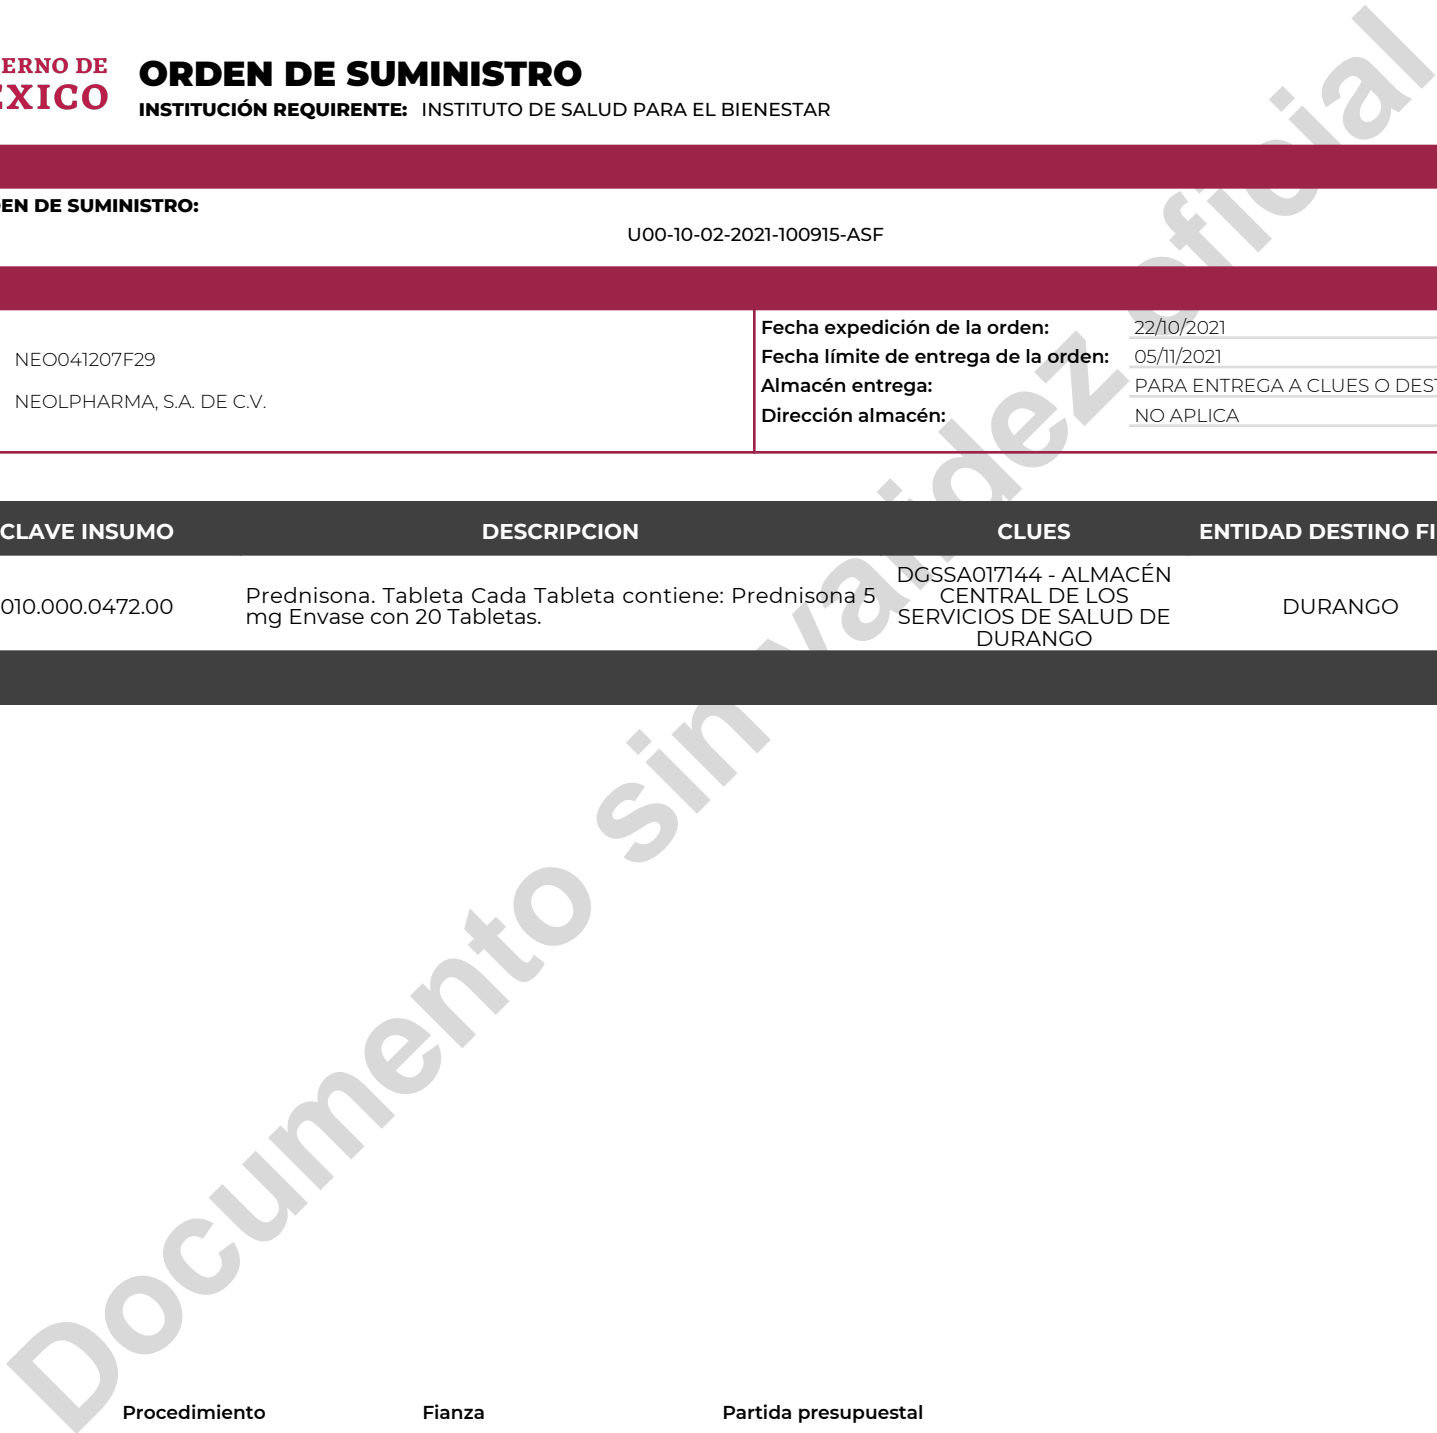 ERNO DE
EXICO
ORDEN DE SUMINISTRO
INSTITUCIÓN REQUIRENTE: INSTITUTO DE SALUD PARA EL BIENESTAR
EN DE SUMINISTRO:
U00-10-02-2021-100915-ASF
NEO041207F29
NEOLPHARMA, S.A. DE C.V.
Fecha expedición de la orden: 22/10/2021
Fecha límite de entrega de la orden: 05/11/2021
Almacén entrega: PARA ENTREGA A CLUES O DEST
Dirección almacén: NO APLICA
CLAVE INSUMO DESCRIPCION CLUES ENTIDAD DESTINO FI
010.000.0472.00
Prednisona. Tableta Cada Tableta contiene: Prednisona 5
mg Envase con 20 Tabletas.
DGSSA017144 - ALMACÉN
CENTRAL DE LOS
SERVICIOS DE SALUD DE
DURANGO
DURANGO
Documento sin validez oficial
Procedimiento Fianza Partida presupuestal